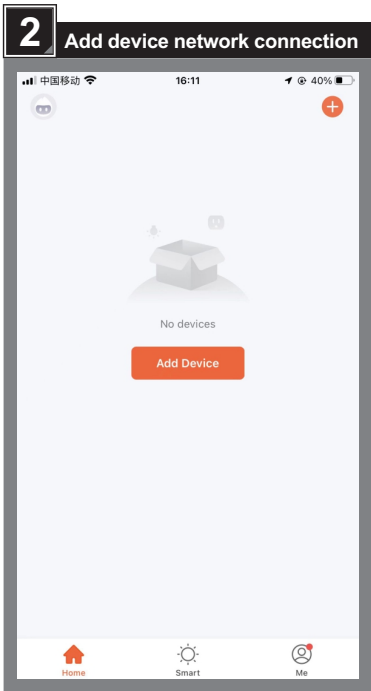 2 Add device network connection
中国移动 16:11 40%
No devices
Add Device
Home Smart Me